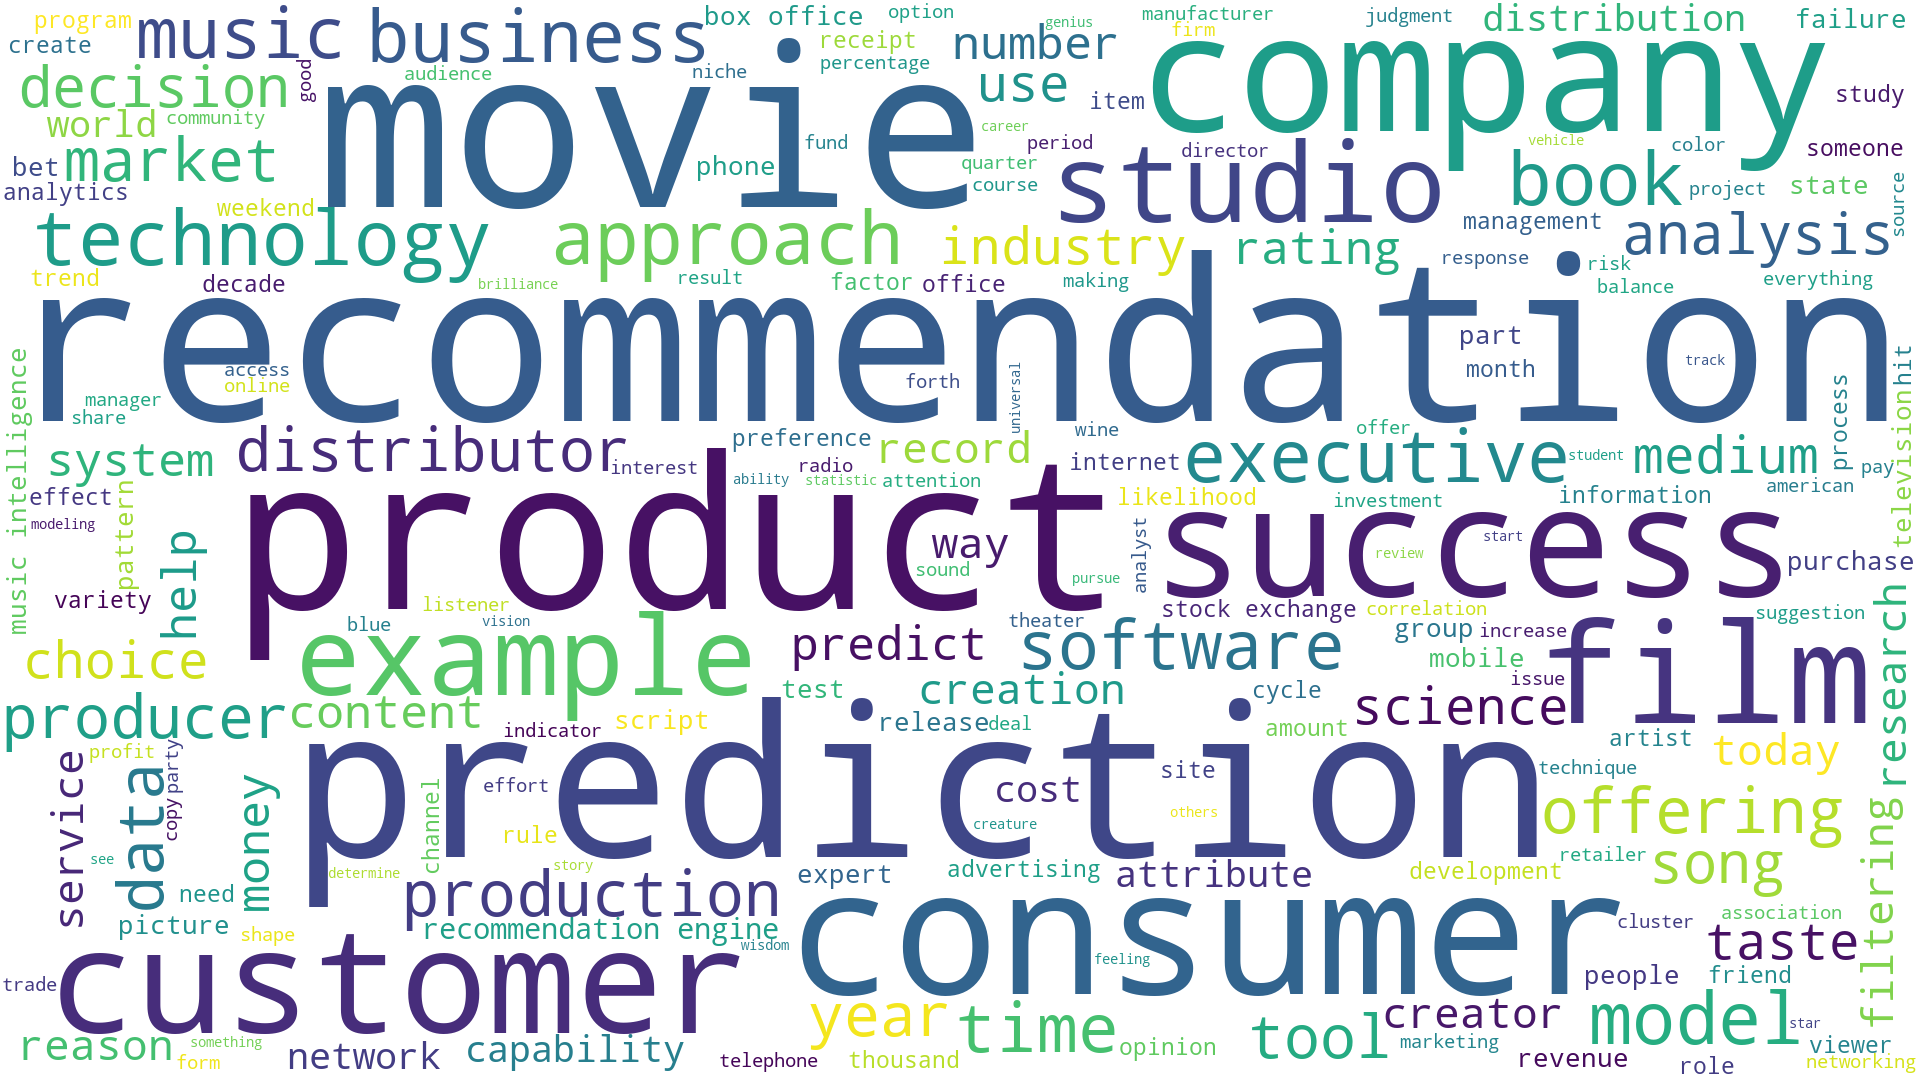 program
music
business
box office
option
genius
manufacturer
judgment
distribution
failure
create
receipt
number
firm
company
decision
good
audience
movie
niche
percentage
use
item
study
world
community
career
bet
market
phone
fund
period
studio
director
vehicle
book
color
someone
analytics
quarter
course
project
state
source
weekend
technology
approach
industry
rating
management
analysis
trend
decade
brilliance
result
factor
office
making
response
risk
balance
everything
recommendation
part
month
track
access
online
forth
universal
hit
music intelligence
manager
share
system
distributor
interest
preference
radio
record
wine
internet
offer
executive
student
medium
process
pay
television
effect
modeling
pattern
ability
statistic
attention
likelihood
investment
information
american
product
success
help
way
sound
pursue
analyst
review
start
purchase
variety
listener
blue
vision
theater
stock exchange
correlation
suggestion
research
choice
example
predict
software
group
increase
mobile
issue
film
producer
content
test
creation
cycle
science
script
indicator
release
deal
amount
artist
today
service
profit
party
copy
data
money
channel
effort
prediction
cost
site
technique
rule
others
creature
offering
filtering
see
determine
story
need
production
expert
advertising
attribute
development
retailer
song
picture
shape
recommendation engine
wisdom
consumer
cluster
association
taste
trade
customer
feeling
people
friend
reason
form
something
network
capability
year
time
telephone
thousand
opinion
tool
creator
marketing
model
star
viewer
revenue
role
networking